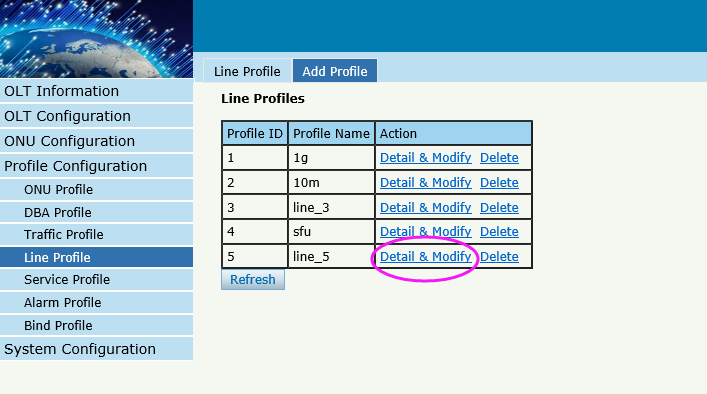 Line Profile Add Profile
OLT Information
OLT Configuration
ONU Configuration
Profile Configuration
ONU Profile
DBA Profile
Traffic Profile
Line Profile
Service Profile
Alarm Profile
Bind Profile
System Configuration
Line Profiles
Profile ID Profile Name Action
1 1g Detail & Modify Delete
2 10m Detail & Modify Delete
3 line_3 Detail & Modify Delete
4 sfu Detail & Modify Delete
5 line_5 Detail & Modify Delete
Refresh